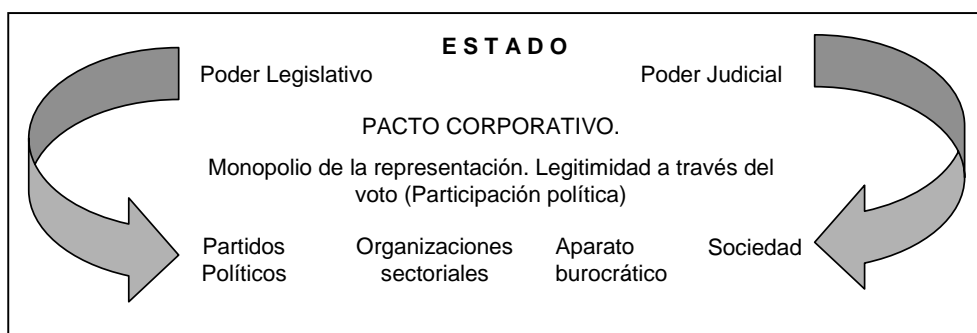 E S T A D O
Poder Legislativo Poder Judicial
PACTO CORPORATIVO.
Monopolio de la representación. Legitimidad a través del
voto (Participación política)
Partidos Organizaciones Aparato Sociedad
Políticos sectoriales burocrático